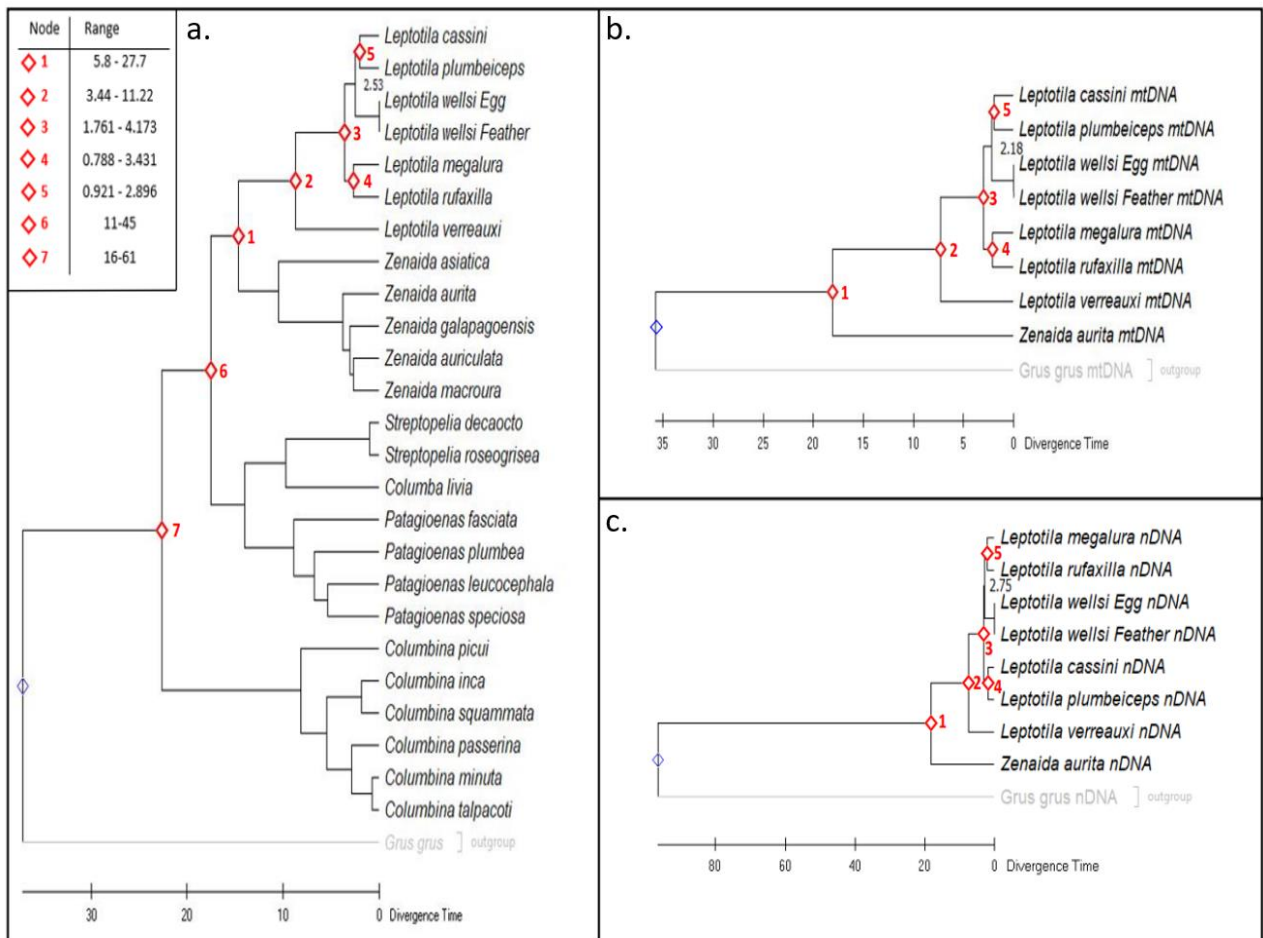 Node Range
1 5.8 - 27.7
2 3.44 - 11.22
3 1.761 - 4.173
4 0.788 - 3.431
5 0.921 - 2.896
6 11-45
7 16-61
a.
Leptotila cassini
5
Leptotila plumbeiceps
2.53
Leptotila wellsi Egg
Leptotila wellsi Feather
3
Leptotila megalura
4
2
Leptotila rufaxilla
Leptotila verreauxi
1
Zenaida asiatica
Zenaida aurita
Zenaida galapagoensis
Zenaida auriculata
6
Zenaida macroura
Streptopelia decaocto
Streptopelia roseogrisea
Columba livia
Patagioenas fasciata
7
Patagioenas plumbea
Patagioenas leucocephala
Patagioenas speciosa
Columbina picui
Columbina inca
Columbina squammata
Columbina passerina
Columbina minuta
Columbina talpacoti
Grus grus ] outgroup
30 20 10 0 Divergence Time
b.
Leptotila cassini mtDNA
5
Leptotila plumbeiceps mtDNA
2.18
Leptotila wellsi Egg mtDNA
Leptotila wellsi Feather mtDNA
3
Leptotila megalura mtDNA
2 4
Leptotila rufaxilla mtDNA
1
Leptotila verreauxi mtDNA
Zenaida aurita mtDNA
Grus grus mtDNA ] outgroup
35 30 25 20 15 10 5 0 Divergence Time
c.
Leptotila megalura nDNA
5
Leptotila rufaxilla nDNA
2.75
Leptotila wellsi Egg nDNA
Leptotila wellsi Feather nDNA
3
Leptotila cassini nDNA
2 4
Leptotila plumbeiceps nDNA
1
Leptotila verreauxi nDNA
Zenaida aurita nDNA
Grus grus nDNA ] outgroup
80 60 40 20 0 Divergence Time